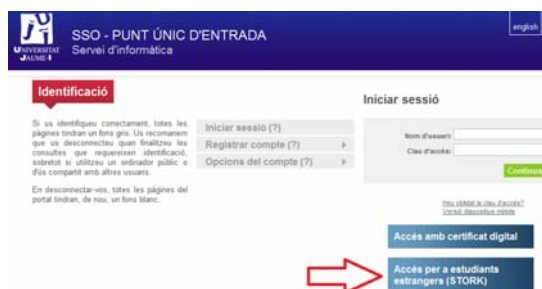 UNIVERSITAT
JAUME·I
SSO - PUNT ÚNIC D'ENTRADA
Servei d'informàtica
english
Identificació
Si us identifiqueu correctament, totes les
pàgines tindran un fons gris. Us recomanem
que us desconnecteu quan finalitzeu les
consultes que requereixen identificació,
sobretot si utilitzeu un ordinador públic o
d'ús compartit amb altres usuaris.
En desconnectar-vos, totes les pàgines del
portal tindran, de nou, un fons blanc.
Iniciar sessió (?)
Registrar compte (?)
Opcions del compte (?)
Iniciar sessió
Nom d'usuari:
Clau d'accés:
Continua
Heu oblidat la clau d'accés?
Versió dispositius mòbils
Accés amb certificat digital
Accés per a estudiants
estrangers (STORK)